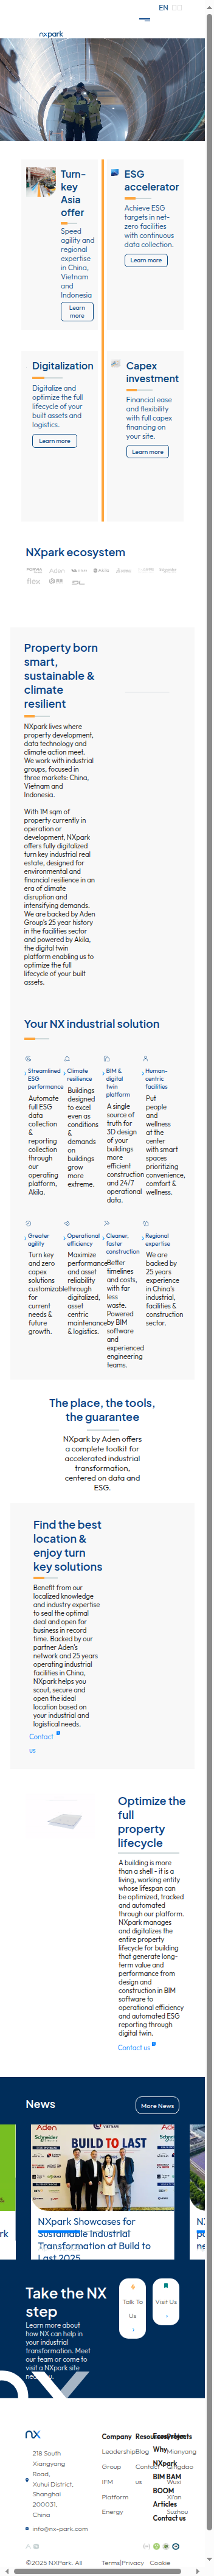 EN
nxpark
Turn-
key
Asia
offer
Speed
agility and
regional
expertise
in China,
Vietnam
and
Indonesia
Learn
more
ESG
accelerator
Achieve ESG
targets in net-
zero facilities
with continuous
data collection.
Learn more
Digitalization
Digitalize and
optimize the full
lifecycle of your
built assets and
logistics.
Learn more
Capex
investment
Financial ease
and flexibility
with full capex
financing on
your site.
Learn more
NXpark ecosystem
Aden
flex
Property born
smart,
sustainable &
climate
resilient
NXpark lives where
property development,
data technology and
climate action meet.
We work with industrial
groups, focused in
three markets: China,
Vietnam and
Indonesia.
With 1M sqm of
property currently in
operation or
development, NXpark
offers fully digitalized
turn key industrial real
estate, designed for
environmental and
financial resilience in an
era of climate
disruption and
intensifying demands.
We are backed by Aden
Group's 25 year history
in the facilities sector
and powered by Akila,
the digital twin
platform enabling us to
optimize the full
lifecycle of your built
assets.
Your NX industrial solution
Streamlined
ESG
performance
Automate
full ESG
data
collection
&
reporting
collection
through
our
operating
platform,
Akila.
Climate
resilience
Buildings
designed
to excel
even as
conditions
&
demands
on
buildings
grow
more
extreme.
BIM &
digital
twin
platform
A single
source of
truth for
3D design
of your
buildings
more
efficient
construction
and 24/7
operational
data.
Human-
centric
facilities
Put
people
and
wellness
at the
center
with smart
spaces
prioritizing
convenience,
comfort &
wellness.
Greater
agility
Turn key
and zero
capex
solutions
customizable
for
current
needs &
future
growth.
Operational
efficiency
Maximize
performance
and asset
reliability
through
digitalized,
asset
centric
maintenance
& logistics.
Cleaner,
faster
construction
Better
timelines
and costs,
with far
less
waste.
Powered
by BIM
software
and
experienced
engineering
teams.
Regional
expertise
We are
backed by
25 years
experience
in China's
industrial,
facilities &
construction
sector.
The place, the tools,
the guarantee
NXpark by Aden offers
a complete toolkit for
accelerated industrial
transformation,
centered on data and
ESG.
Find the best
location &
enjoy turn
key solutions
Benefit from our
localized knowledge
and industry expertise
to seal the optimal
deal and open for
business in record
time. Backed by our
partner Aden's
network and 25 years
operating industrial
facilities in China,
NXpark helps you
scout, secure and
open the ideal
location based on
your industrial and
logistical needs.
Contact
us
Optimize the
full
property
lifecycle
A building is more
than a shell - it is a
living, working entity
whose lifespan can
be optimized, tracked
and automated
through our platform.
NXpark manages
and digitalizes the
entire property
lifecycle for building
that generate long-
term value and
performance from
design and
construction in BIM
software to
operational efficiency
and automated ESG
reporting through
digital twin.
Contact us
News
More News
Aden
Schneider
BUILD TO LAST
NXpark Showcases for
Sustainable Industrial
Transformation at Build to
Last 2025
Take the NX
step
Learn more about
how NX can help in
your industrial
transformation. Meet
our team or come to
visit a NXpark site
near you.
Talk To
Us
Visit Us
NX
218 South
Xiangyang
Road,
Xuhui District,
Shanghai
200031,
China
info@nx-park.com
Company
Leadership
Group
IFM
Platform
Energy
Resources
Blog
Contact
us
Ecosystem
Why
NXpark
BIM BAM
BOOM
Articles
Contact us
Projects
Mianyang
Qingdao
Wuxi
Xi'an
Suzhou
©2025 NXPark. All
Terms
Privacy
Cookie